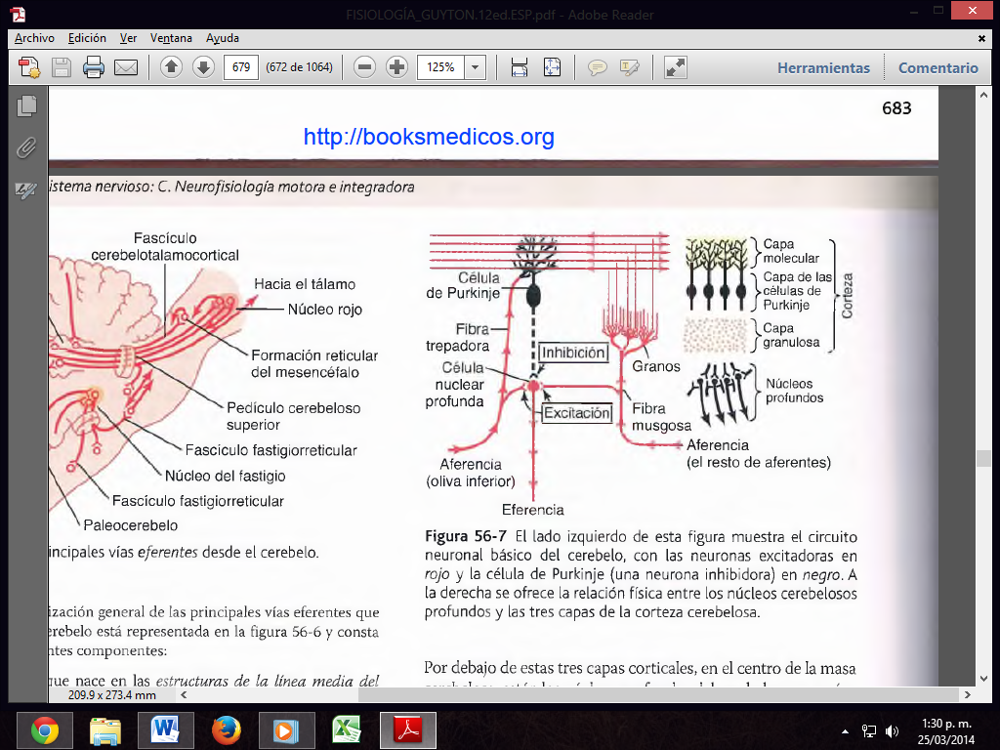 FISIOLOGÍA_GUYTON.12ed.ESP.pdf - Adobe Reader
Archivo Edición Ver Ventana Ayuda
679 (672 de 1064) 125% Herramientas Comentario
683
http://booksmedicos.org
istema nervioso: C. Neurofisiología motora e integradora
Fascículo
cerebelotalamocortical
Hacia el tálamo
Núcleo rojo
Formación reticular
del mesencéfalo
Pedículo cerebeloso
superior
Fascículo fastigiorreticular
Núcleo del fastigio
Fascículo fastigiorreticular
Paleocerebelo
incipales vías eferentes desde el cerebelo.
ización general de las principales vías eferentes que
erebelo está representada en la figura 56-6 y consta
ntes componentes:
que nace en las estructuras de la línea media del
Célula
de Purkinje
Fibra
trepadora
Célula
nuclear
profunda
Inhibición
Excitación
Granos
Fibra
musgosa
Aferencia
(oliva inferior)
Aferencia
(el resto de aferentes)
Eferencia
Capa
molecular
Capa de las
células de
Purkinje
Capa
granulosa
Corteza
Núcleos
profundos
Figura 56-7 El lado izquierdo de esta figura muestra el circuito
neuronal básico del cerebelo, con las neuronas excitadoras en
rojo y la célula de Purkinje (una neurona inhibidora) en negro. A
la derecha se ofrece la relación física entre los núcleos cerebelosos
profundos y las tres capas de la corteza cerebelosa.
Por debajo de estas tres capas corticales, en el centro de la masa
209.9 x 273.4 mm
1:30 p. m.
25/03/2014